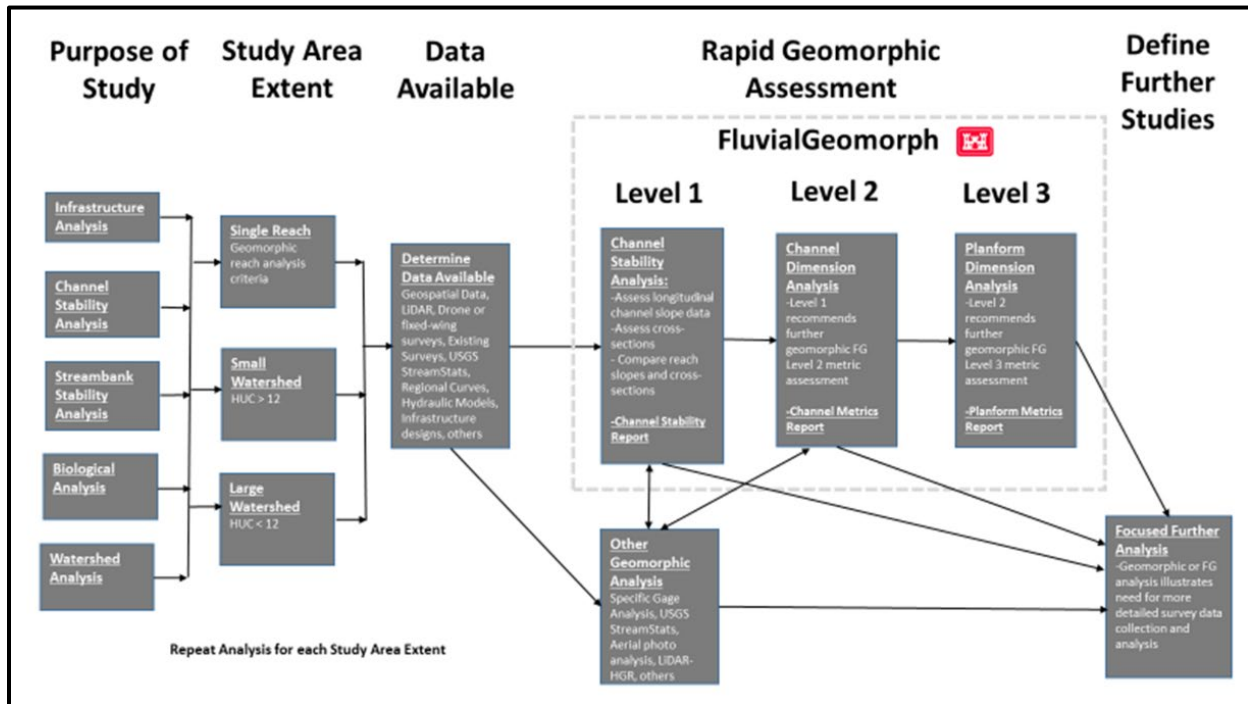 Purpose of
Study
Study Area
Extent
Data
Available
Rapid Geomorphic
Assessment
Define
Further
Studies
FluvialGeomorph
Level 1
Level 2
Level 3
Infrastructure
Analysis
Channel
Stability
Analysis
Streambank
Stability
Analysis
Biological
Analysis
Watershed
Analysis
Single Reach
Geomorphic
reach analysis
criteria
Small
Watershed
HUC > 12
Large
Watershed
HUC < 12
Determine
Data Available
Geospatial Data,
LiDAR, Drone or
fixed-wing
surveys, Existing
Surveys, USGS
StreamStats,
Regional Curves,
Hydraulic Models,
Infrastructure
designs, others
Channel
Stability
Analysis:
-Assess longitudinal
channel slope data
-Assess cross-
sections
- Compare reach
slopes and cross-
sections
-Channel Stability
Report
Channel
Dimension
Analysis
-Level 1
recommends
further
geomorphic FG
Level 2 metric
assessment
-Channel Metrics
Report
Planform
Dimension
Analysis
-Level 2
recommends
further
geomorphic FG
Level 3 metric
assessment
-Planform Metrics
Report
Other
Geomorphic
Analysis
Specific Gage
Analysis, USGS
StreamStats,
Aerial photo
analysis, LiDAR-
HGR, others
Focused Further
Analysis
-Geomorphic or FG
analysis illustrates
need for more
detailed survey data
collection and
analysis
Repeat Analysis for each Study Area Extent